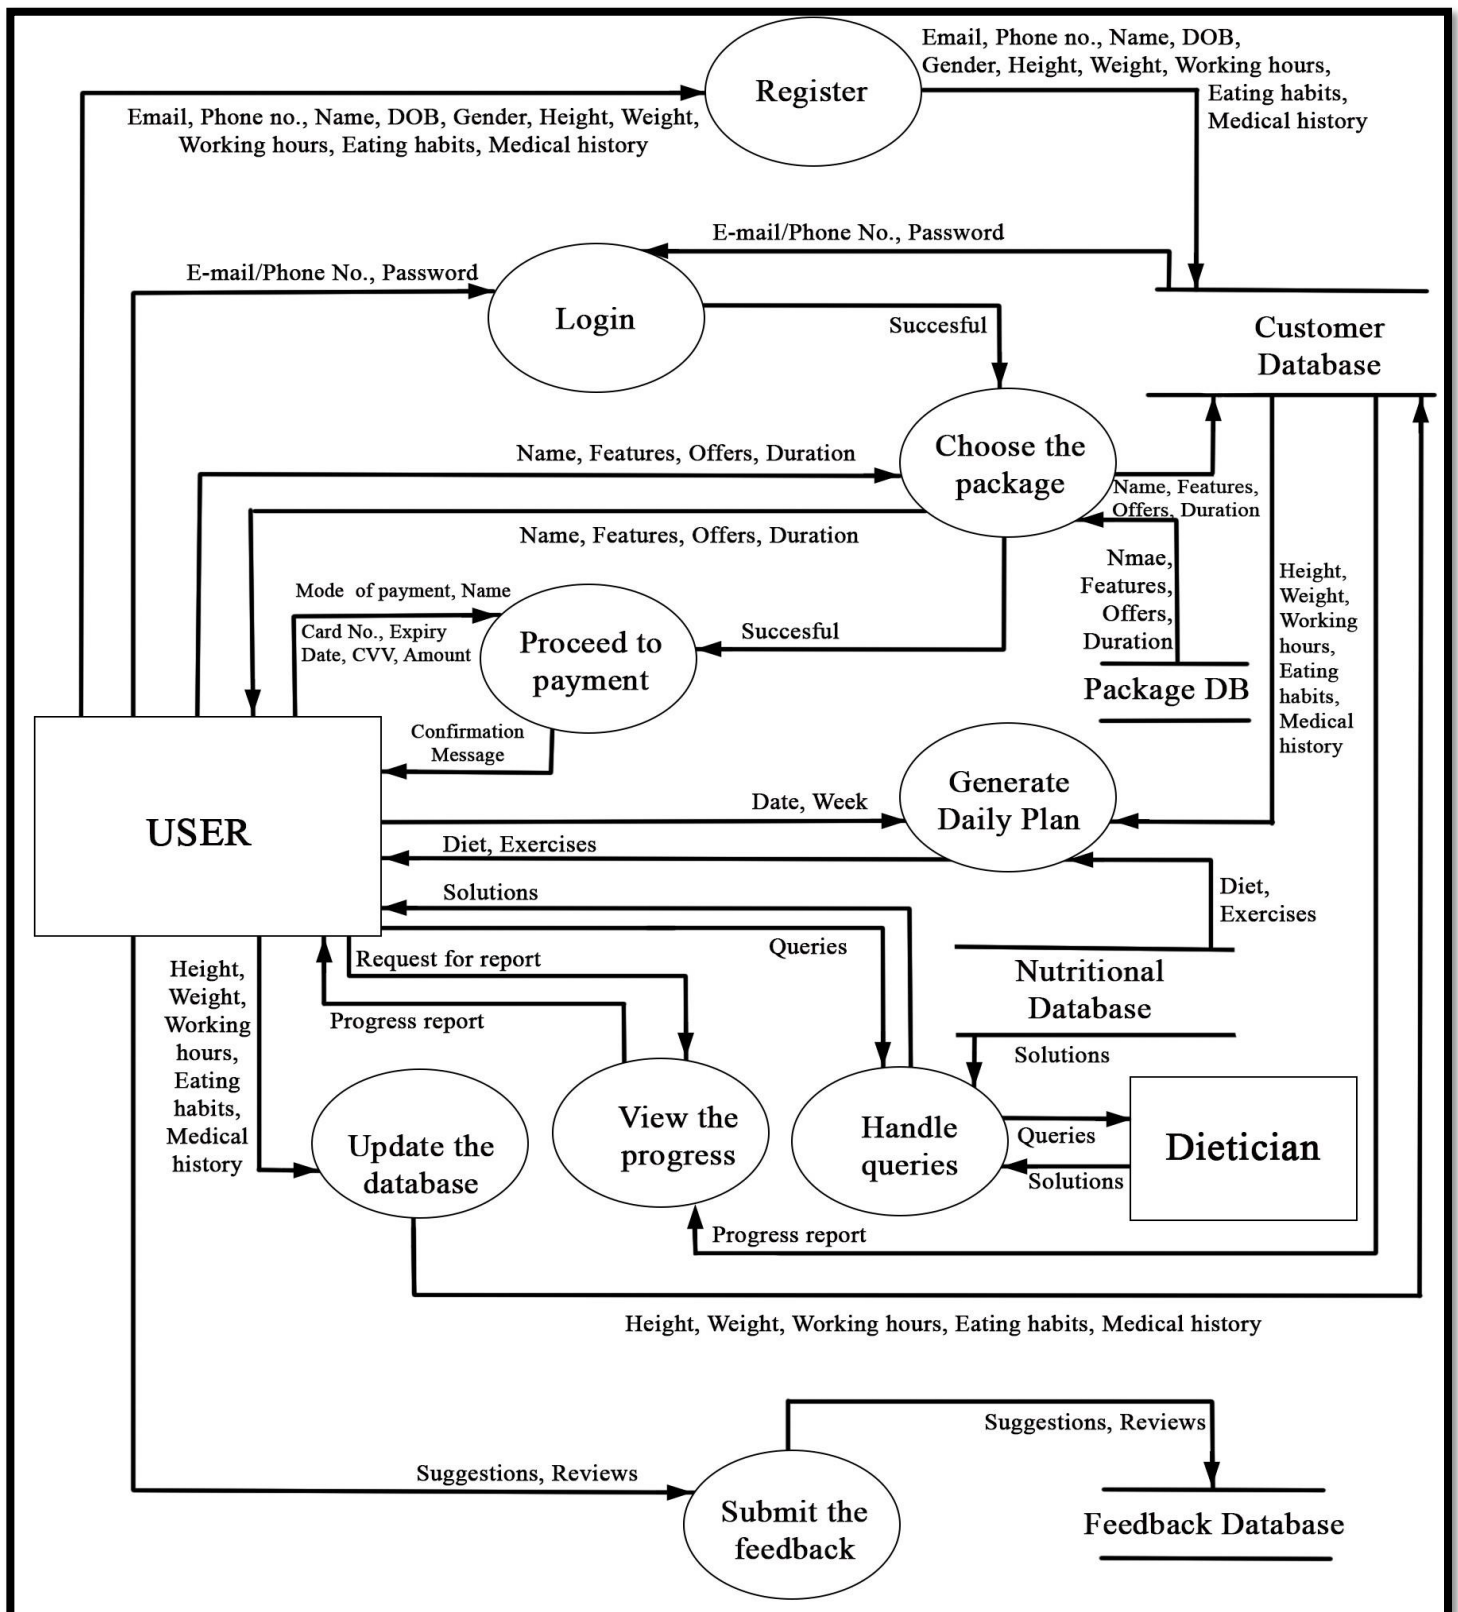 Email, Phone no., Name, DOB,
Gender, Height, Weight, Working hours,
Eating habits,
Medical history
Register
Email, Phone no., Name, DOB, Gender, Height, Weight,
Working hours, Eating habits, Medical history
E-mail/Phone No., Password
E-mail/Phone No., Password
Login
Succesful
Customer
Database
Choose the
package
Name, Features, Offers, Duration
Name, Features,
Offers, Duration
Name, Features, Offers, Duration
Nmae,
Features,
Offers,
Duration
Height,
Weight,
Working
hours,
Eating
habits,
Medical
history
Mode of payment, Name
Card No., Expiry
Date, CVV, Amount
Proceed to
payment
Succesful
Package DB
Confirmation
Message
USER
Date, Week
Generate
Daily Plan
Diet, Exercises
Solutions
Diet,
Exercises
Queries
Request for report
Progress report
Height,
Weight,
Working
hours,
Eating
habits,
Medical
history
Nutritional
Database
Solutions
Update the
database
View the
progress
Handle
queries
Queries
Solutions
Dietician
Progress report
Height, Weight, Working hours, Eating habits, Medical history
Suggestions, Reviews
Suggestions, Reviews
Submit the
feedback
Feedback Database